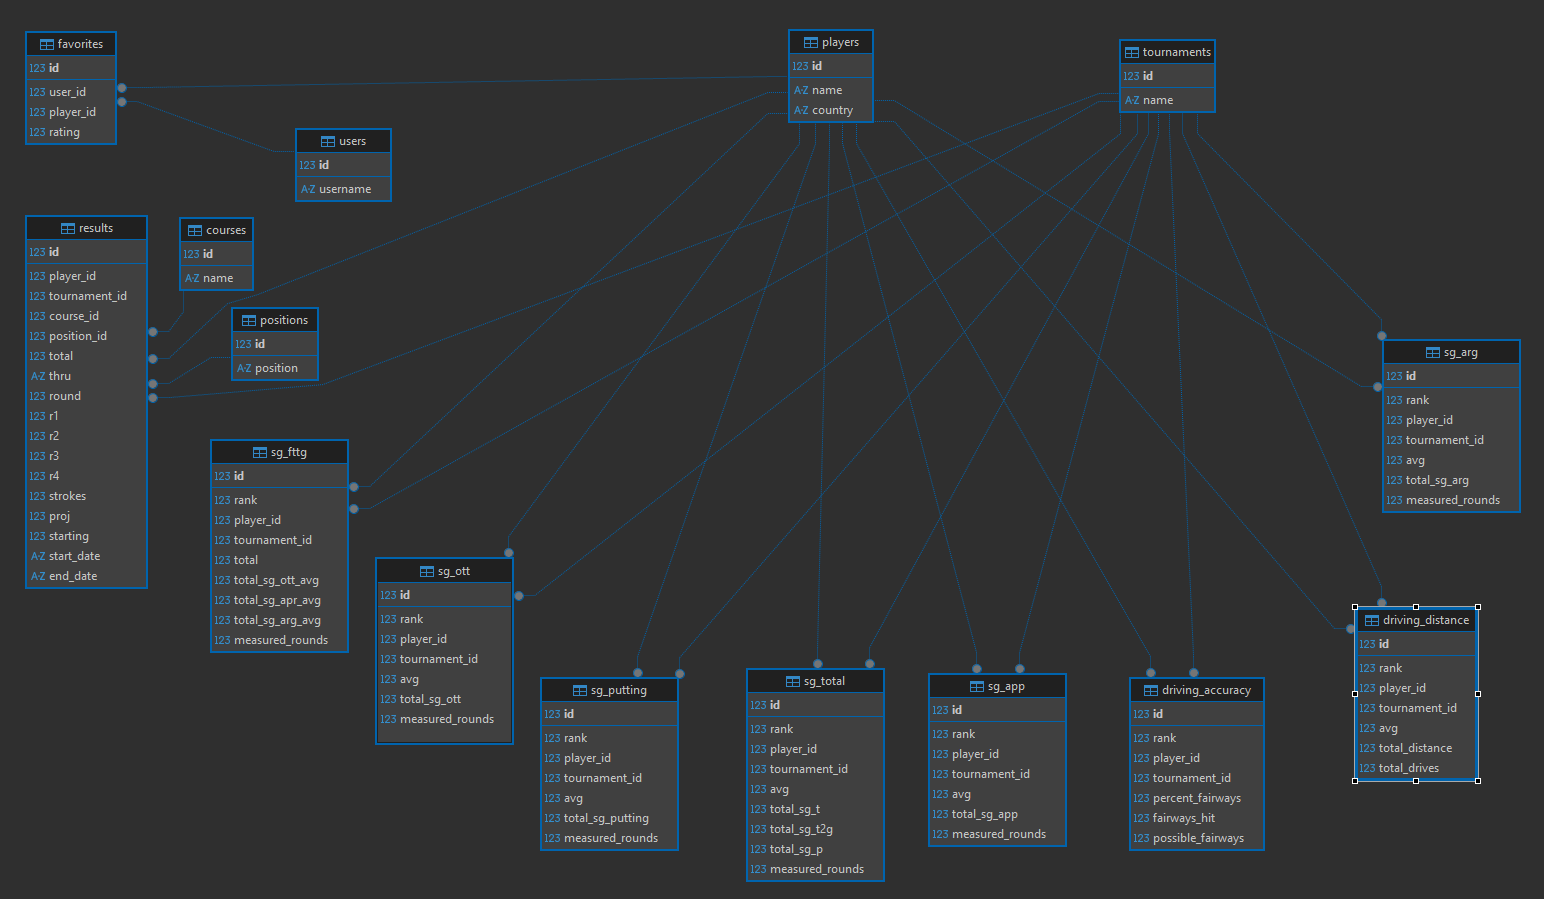 favorites
123 id
123 user_id
123 player_id
123 rating
users
123 id
A-Z username
players
123 id
A-Z name
A-Z country
tournaments
123 id
A-Z name
results
123 id
123 player_id
123 tournament_id
123 course_id
123 position_id
123 total
A-Z thru
123 round
123 r1
123 r2
123 r3
123 r4
123 strokes
123 proj
123 starting
A-Z start_date
A-Z end_date
courses
123 id
A-Z name
positions
123 id
A-Z position
sg_fttg
123 id
123 rank
123 player_id
123 tournament_id
123 total
123 total_sg_ott_avg
123 total_sg_apr_avg
123 total_sg_arg_avg
123 measured_rounds
sg_ott
123 id
123 rank
123 player_id
123 tournament_id
123 avg
123 total_sg_ott
123 measured_rounds
sg_putting
123 id
123 rank
123 player_id
123 tournament_id
123 avg
123 total_sg_putting
123 measured_rounds
sg_total
123 id
123 rank
123 player_id
123 tournament_id
123 avg
123 total_sg_t
123 total_sg_t2g
123 total_sg_p
123 measured_rounds
sg_app
123 id
123 rank
123 player_id
123 tournament_id
123 avg
123 total_sg_app
123 measured_rounds
driving_accuracy
123 id
123 rank
123 player_id
123 tournament_id
123 percent_fairways
123 fairways_hit
123 possible_fairways
sg_arg
123 id
123 rank
123 player_id
123 tournament_id
123 avg
123 total_sg_arg
123 measured_rounds
driving_distance
123 id
123 rank
123 player_id
123 tournament_id
123 avg
123 total_distance
123 total_drives